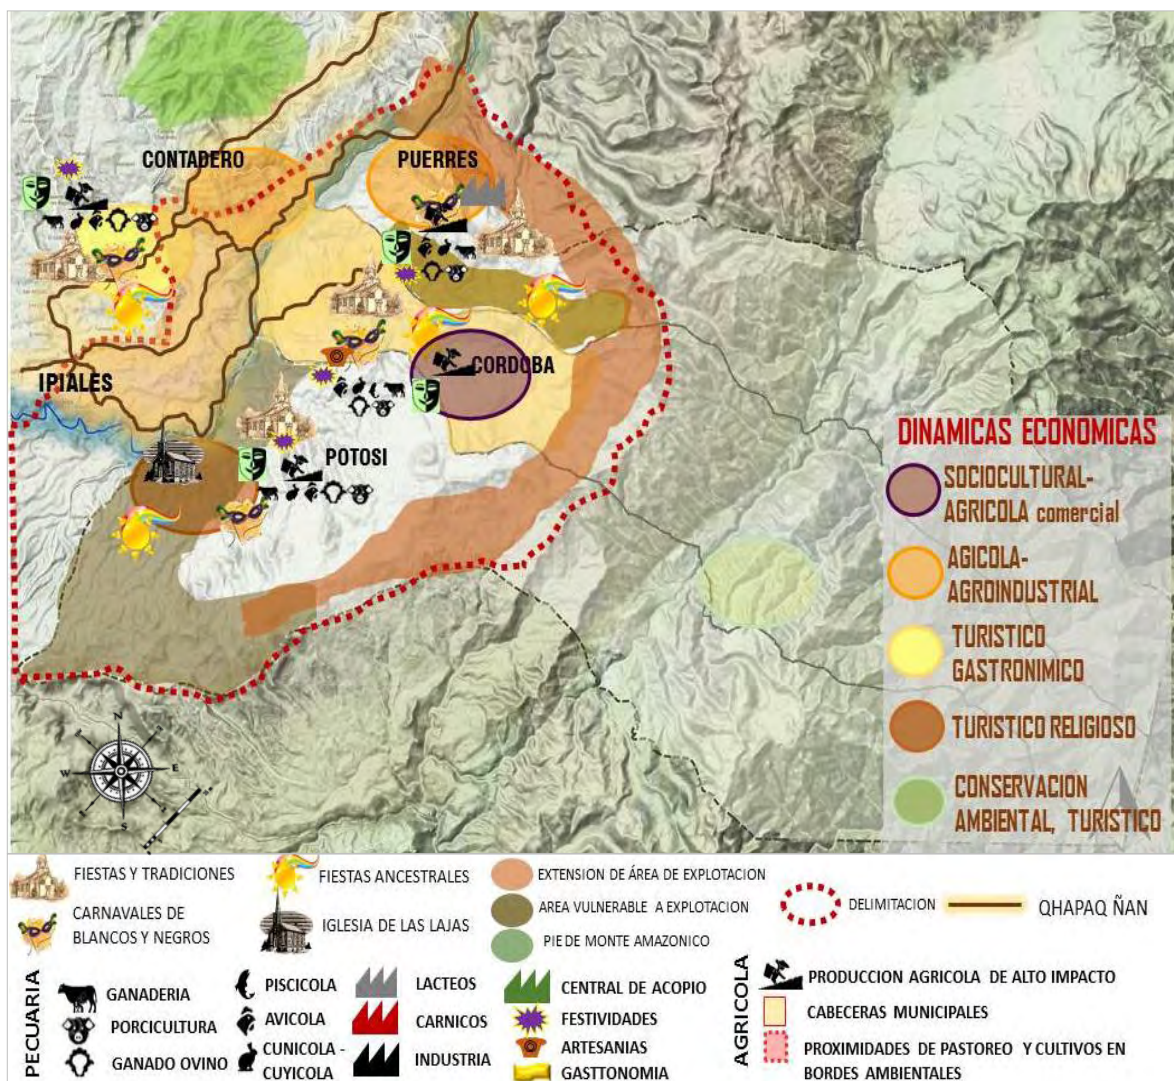 CONTADERO
PUERRES
IPIALES
CORDOBA
POTOSI
DINAMICAS ECONOMICAS
SOCIOCULTURAL-
AGRICOLA comercial
AGICOLA-
AGROINDUSTRIAL
TURISTICO
GASTRONIMICO
TURISTICO RELIGIOSO
CONSERVACION
AMBIENTAL, TURISTICO
N
W
E
S
FIESTAS Y TRADICIONES
CARNAVALES DE
BLANCOS Y NEGROS
FIESTAS ANCESTRALES
IGLESIA DE LAS LAJAS
EXTENSION DE ÁREA DE EXPLOTACION
AREA VULNERABLE A EXPLOTACION
PIE DE MONTE AMAZONICO
DELIMITACION
QHAPAQ ÑAN
PECUARIA
GANADERIA
PORCICULTURA
GANADO OVINO
PISCICOLA
AVICOLA
CUNICOLA -
CUYICOLA
LACTEOS
CARNICOS
INDUSTRIA
CENTRAL DE ACOPIO
FESTIVIDADES
ARTESANIAS
GASTTONOMIA
AGRÍCOLA
PRODUCCION AGRICOLA DE ALTO IMPACTO
CABECERAS MUNICIPALES
PROXIMIDADES DE PASTOREO Y CULTIVOS EN
BORDES AMBIENTALES